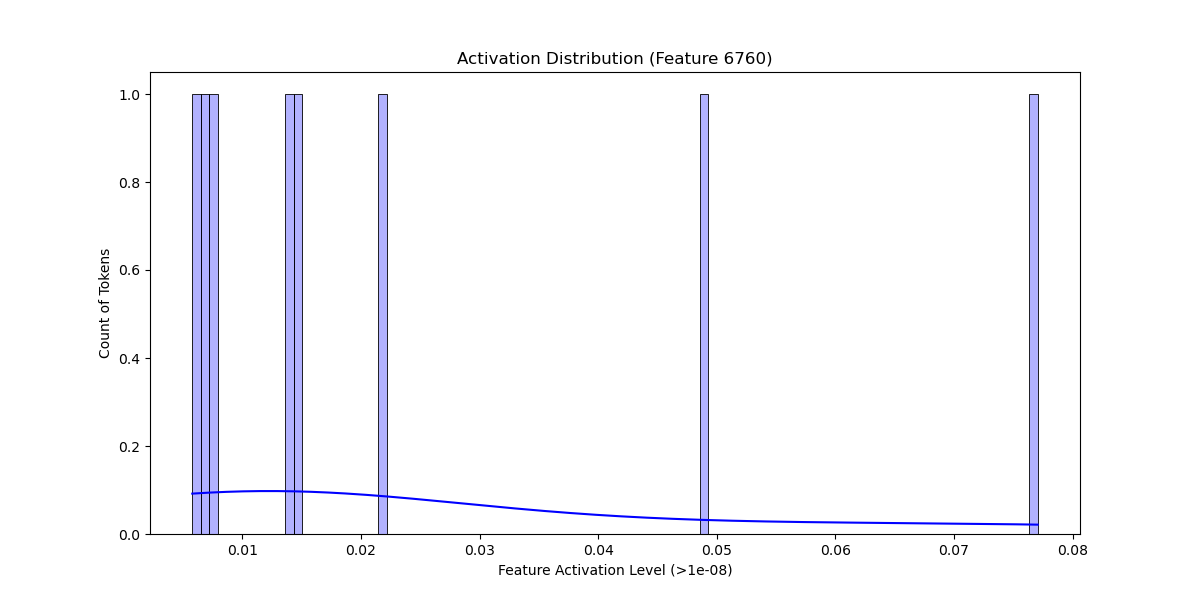 Activation Distribution (Feature 6760)
1.0
0.8
0.6
0.4
0.2
0.0
Count of Tokens
0.01 0.02 0.03 0.04 0.05 0.06 0.07 0.08
Feature Activation Level (>1e-08)